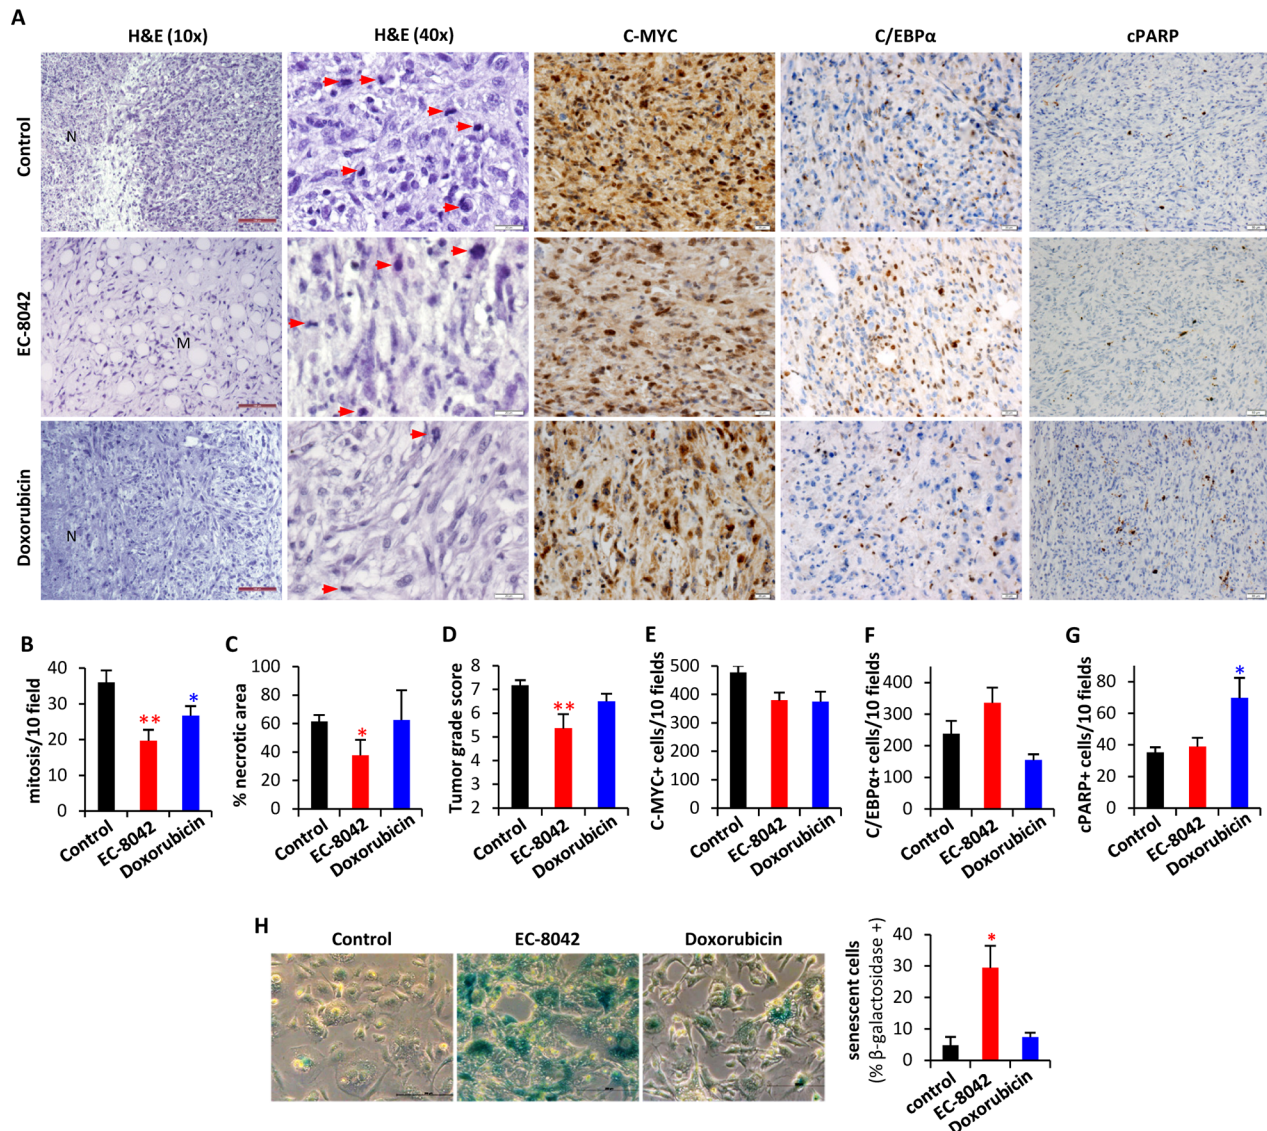 A
H&E (10x)
H&E (40x)
C-MYC
C/EBPα
cPARP
Control
N
EC-8042
M
Doxorubicin
N
B
mitosis/10 field
40
30
20
10
0
**
*
Control
EC-8042
Doxorubicin
C
% necrotic area
100
80
60
40
20
0
*
Control
EC-8042
Doxorubicin
D
Tumor grade score
8
7
6
5
4
3
2
**
Control
EC-8042
Doxorubicin
E
C-MYC+ cells/10 fields
500
400
300
200
100
0
Control
EC-8042
Doxorubicin
F
C/EBPα+ cells/10 fields
400
300
200
100
0
Control
EC-8042
Doxorubicin
G
cPARP+ cells/10 fields
80
60
40
20
0
*
Control
EC-8042
Doxorubicin
H
Control
EC-8042
Doxorubicin
senescent cells
(% β-galactosidase +)
40
30
20
10
0
*
control
EC-8042
Doxorubicin